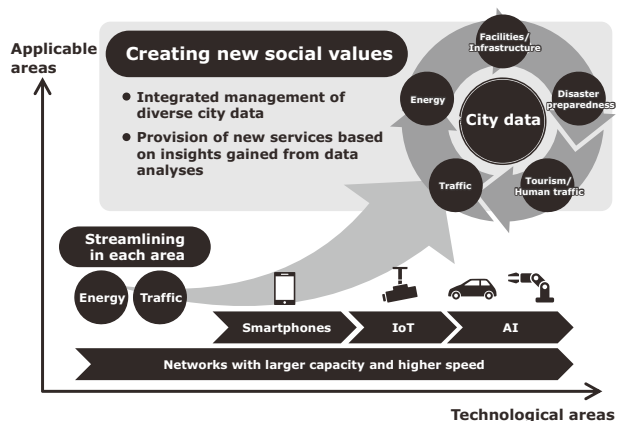 Applicable
areas
Creating new social values
● Integrated management of
diverse city data
● Provision of new services based
on insights gained from data
analyses
Facilities/
Infrastructure
Energy
Disaster
preparedness
City data
Traffic
Tourism/
Human traffic
Streamlining
in each area
Energy
Traffic
Smartphones
IoT
AI
Networks with larger capacity and higher speed
Technological areas